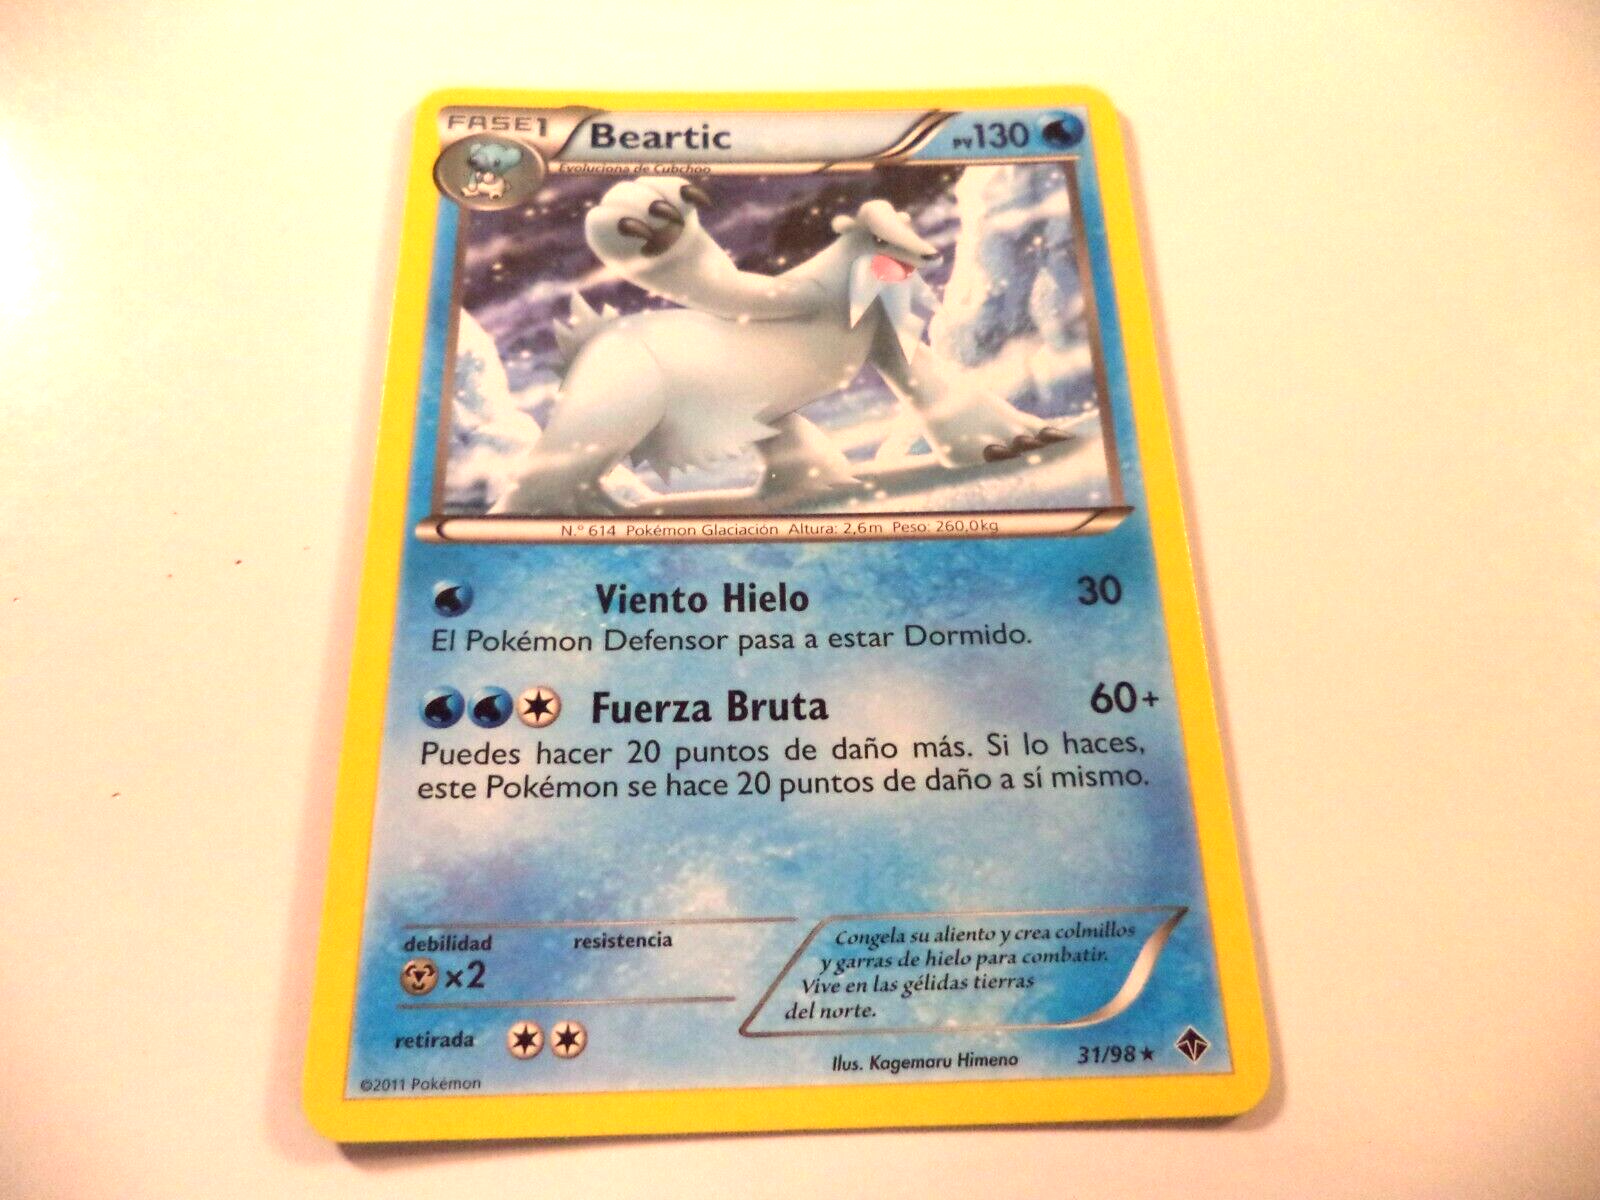 FASE1
Beartic
PV130
Evoluciona de Cubchoo
N.º 614 Pokémon Glaciación Altura: 2,6m Peso: 260,0kg
Viento Hielo 30
El Pokémon Defensor pasa a estar Dormido.
Fuerza Bruta 60+
Puedes hacer 20 puntos de daño más. Si lo haces,
este Pokémon se hace 20 puntos de daño a sí mismo.
debilidad resistencia
×2
Congela su aliento y crea colmillos
y garras de hielo para combatir.
Vive en las gélidas tierras
del norte.
retirada
Ilus. Kagemaru Himeno 31/98★
©2011 Pokémon